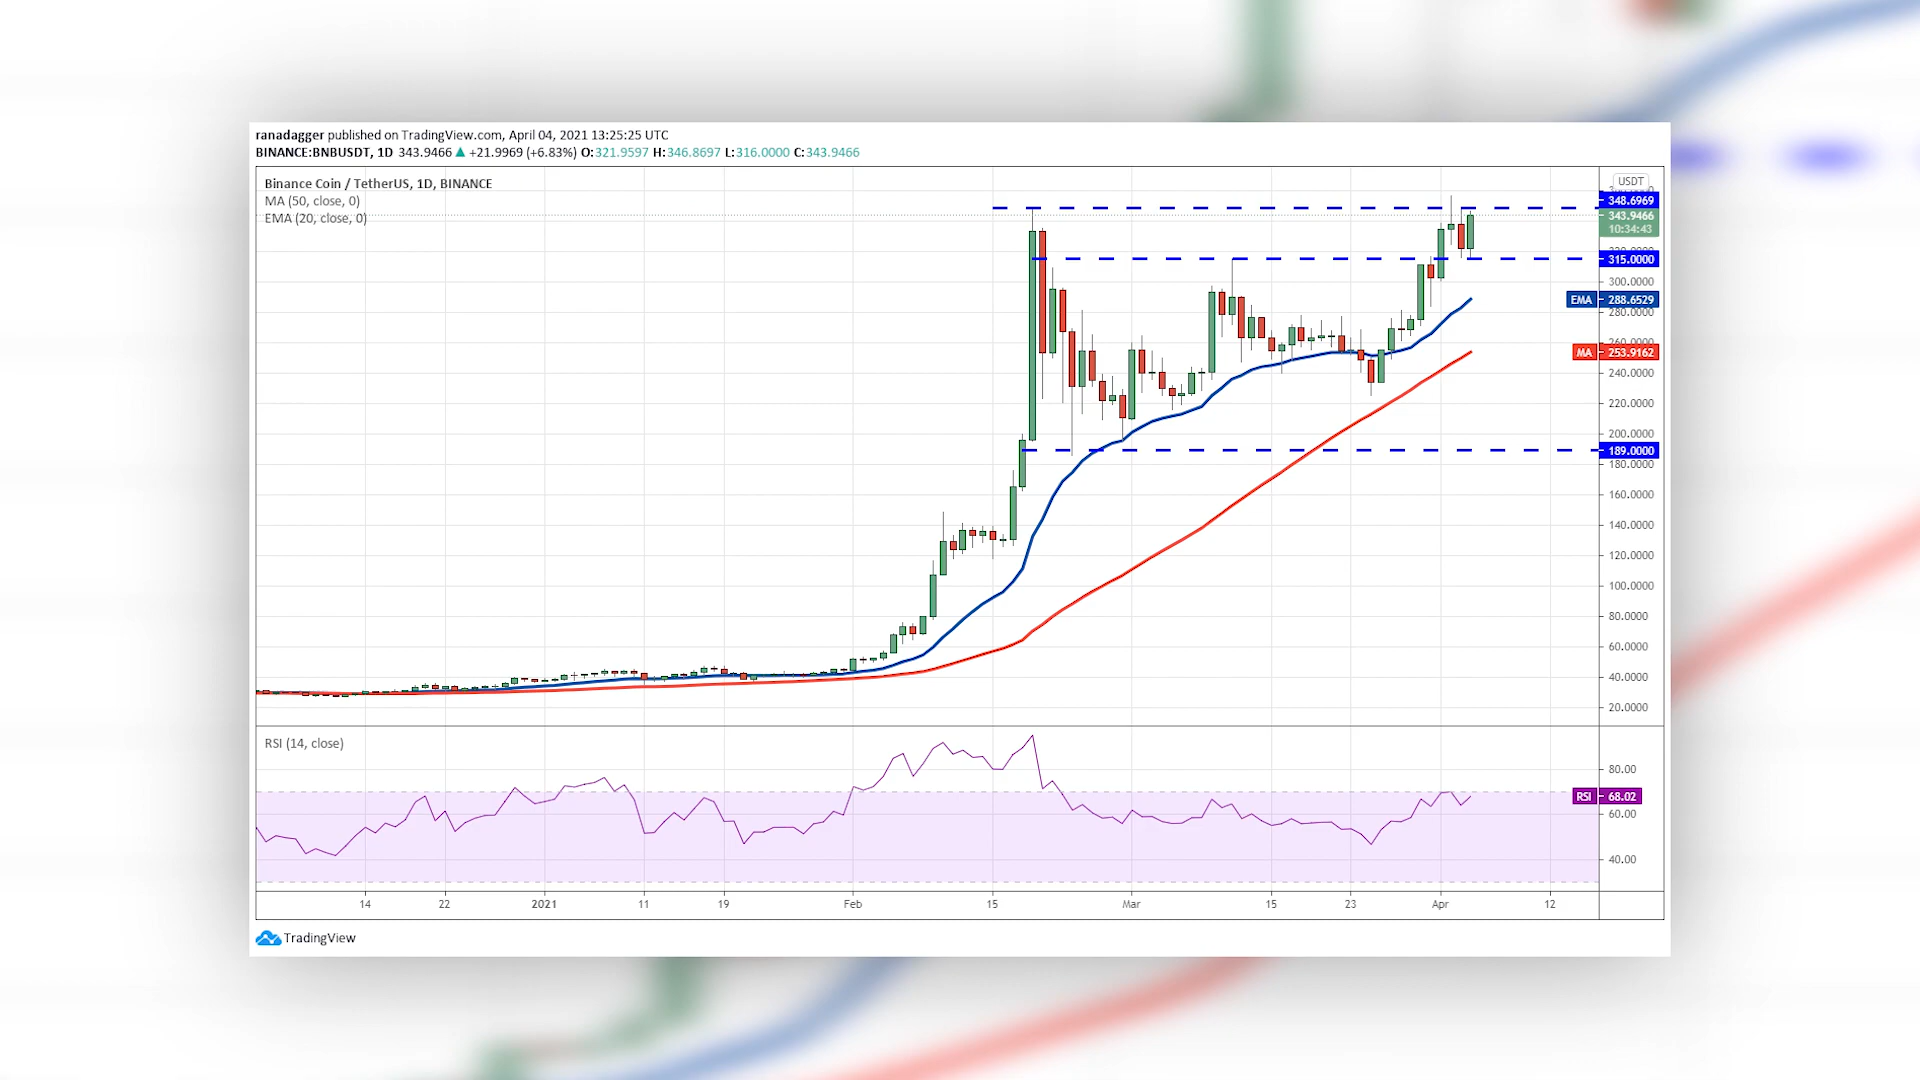 ranadagger published on TradingView.com, April 04, 2021 13:25:25 UTC
BINANCE:BNBUSDT, 1D 343.9466 ▲ +21.9969 (+6.83%) O:321.9597 H:346.8697 L:316.0000 C:343.9466
Binance Coin / TetherUS, 1D, BINANCE
MA (50, close, 0)
EMA (20, close, 0)
USDT
348.6969
343.9466
10:34:43
315.0000
300.0000
EMA 288.6529
280.0000
MA 253.9162
240.0000
220.0000
200.0000
189.0000
180.0000
160.0000
140.0000
120.0000
100.0000
80.0000
60.0000
40.0000
20.0000
RSI (14, close)
80.00
RSI 68.02
60.00
40.00
14 22 2021 11 19 Feb 15 Mar 15 23 Apr 12
TradingView